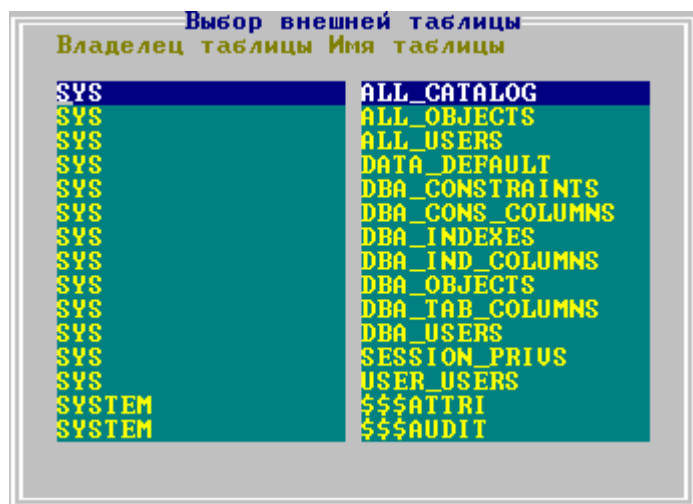 Выбор внешней таблицы
Владелец таблицы Имя таблицы
SYS ALL_CATALOG
SYS ALL_OBJECTS
SYS ALL_USERS
SYS DATA_DEFAULT
SYS DBA_CONSTRAINTS
SYS DBA_CONS_COLUMNS
SYS DBA_INDEXES
SYS DBA_IND_COLUMNS
SYS DBA_OBJECTS
SYS DBA_TAB_COLUMNS
SYS DBA_USERS
SYS SESSION_PRIVS
SYS USER_USERS
SYSTEM $$$ATTRI
SYSTEM $$$AUDIT